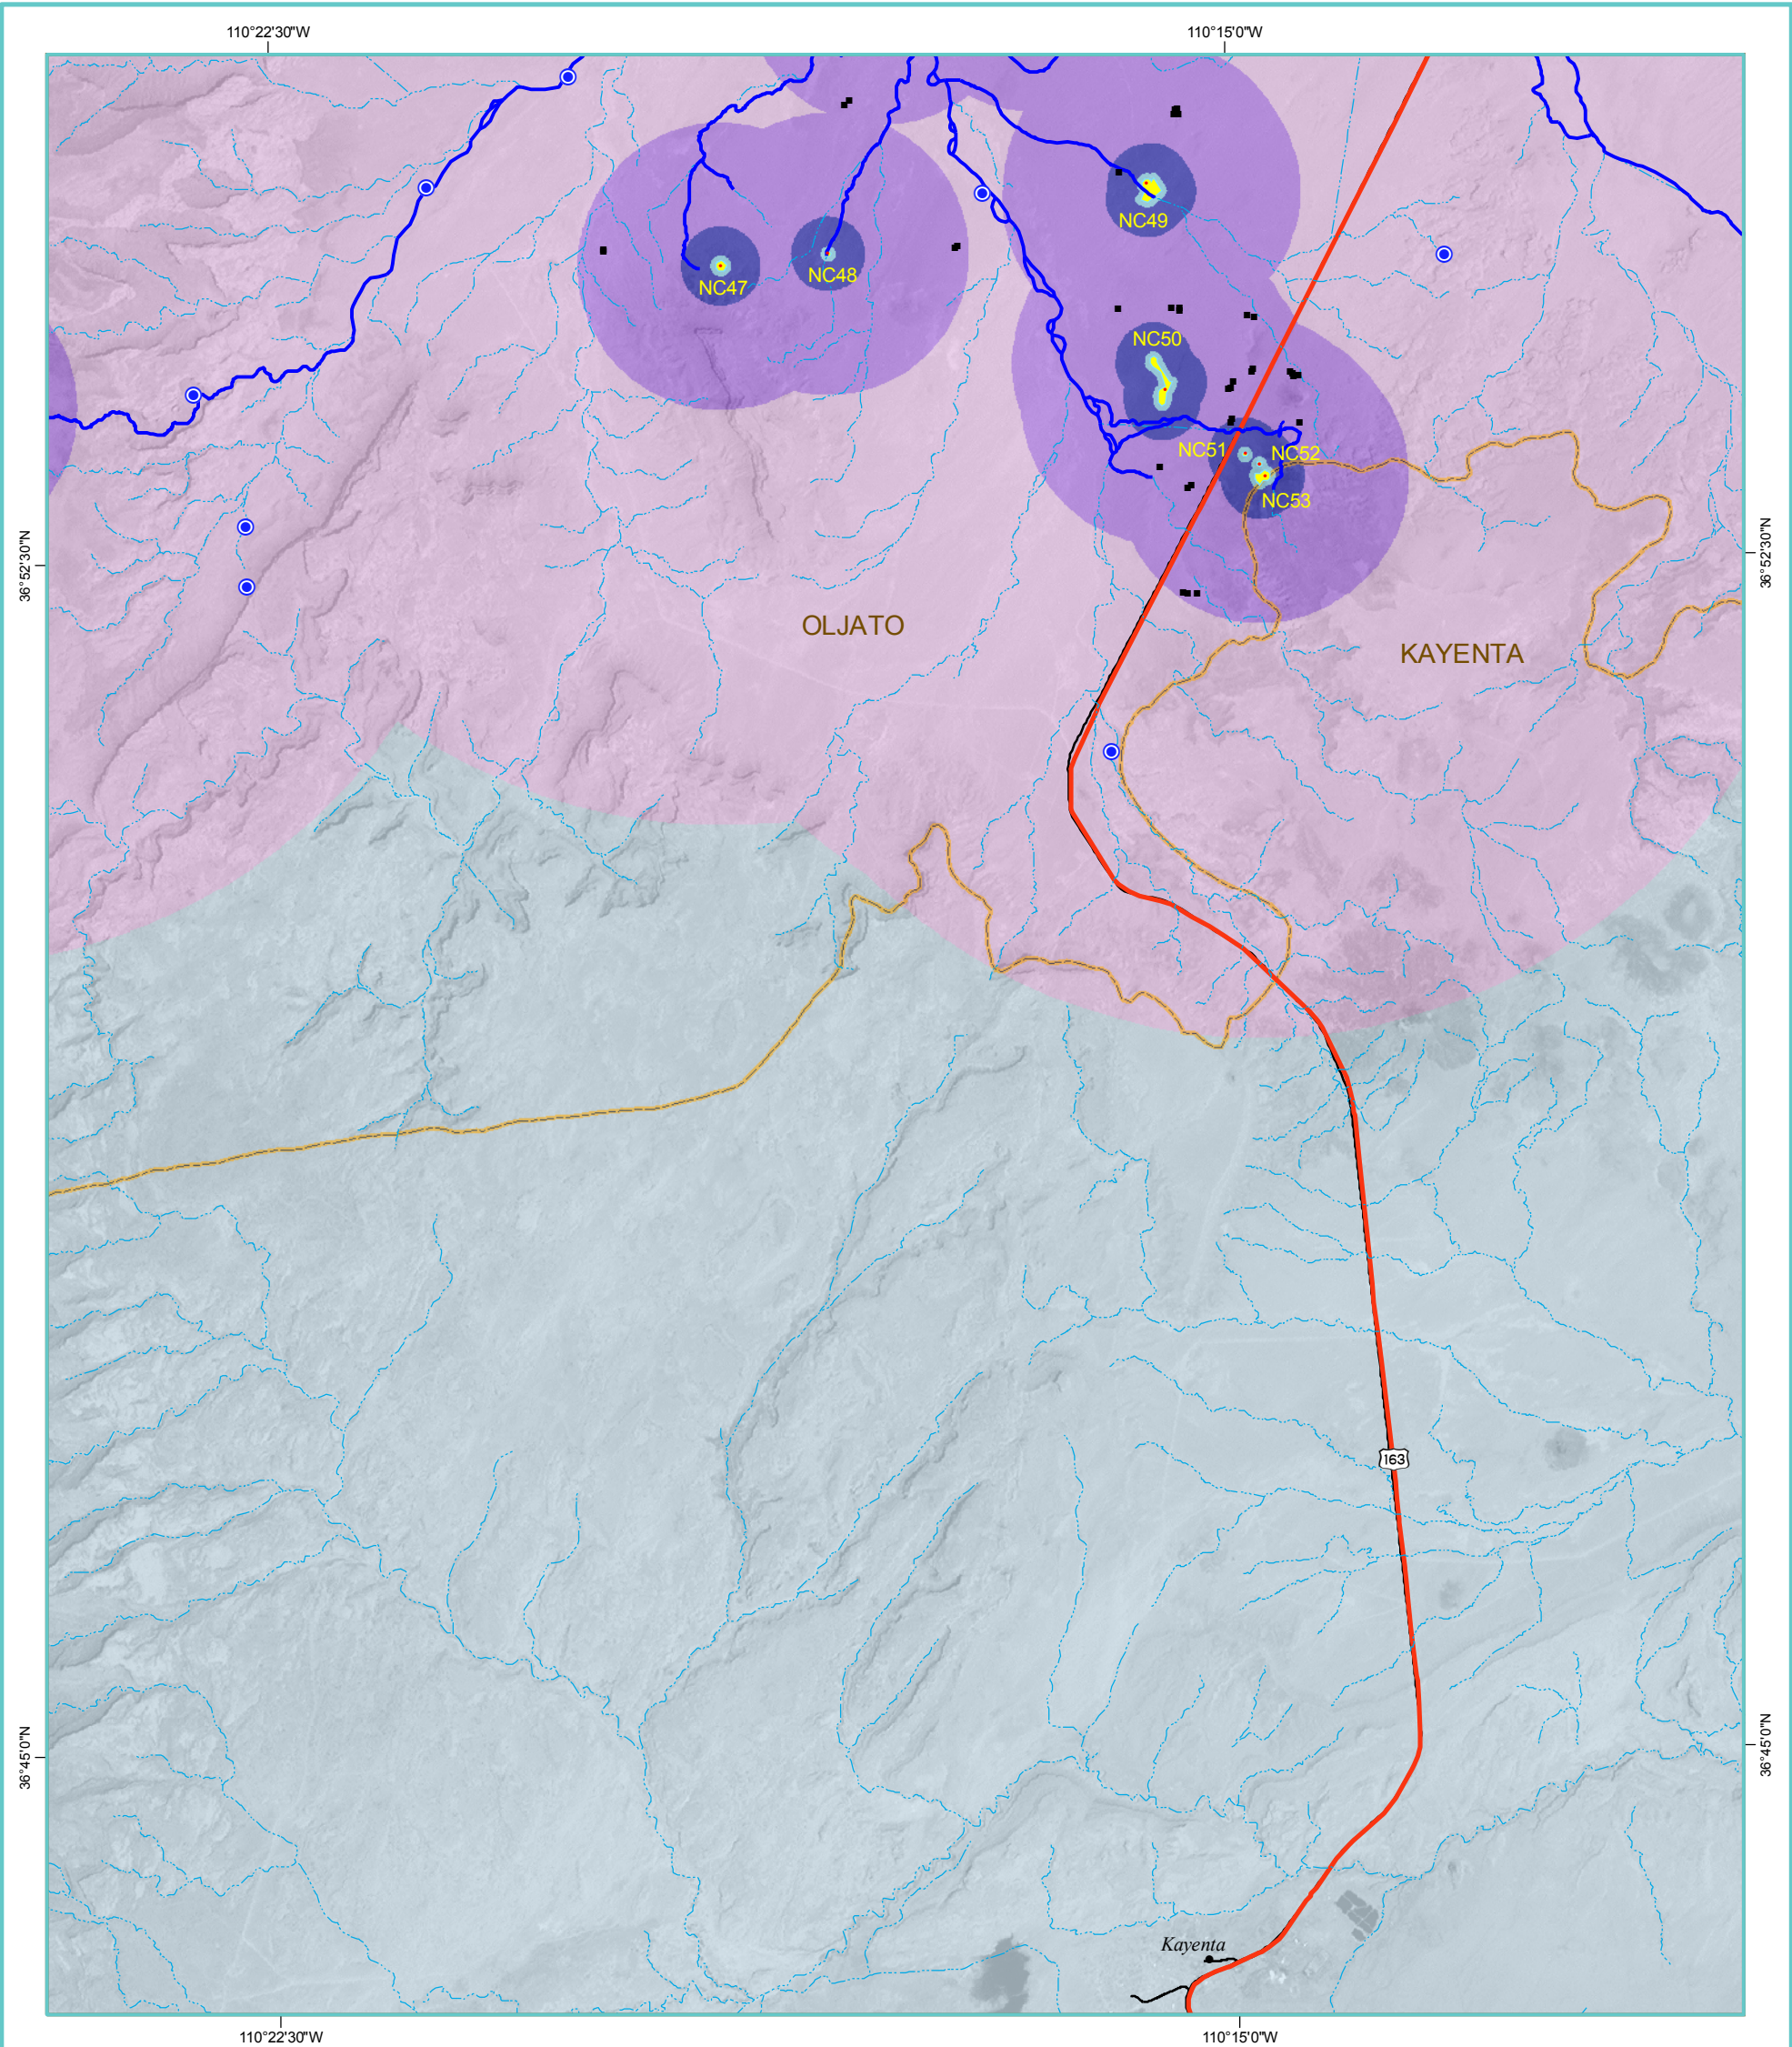 110°22'30"W
110°15'0"W
NC49
NC48
NC47
NC50
NC51
NC52
NC53
36°52'30"N
36°52'30"N
OLJATO
KAYENTA
163
36°45'0"N
36°45'0"N
Kayenta
110°22'30"W
110°15'0"W